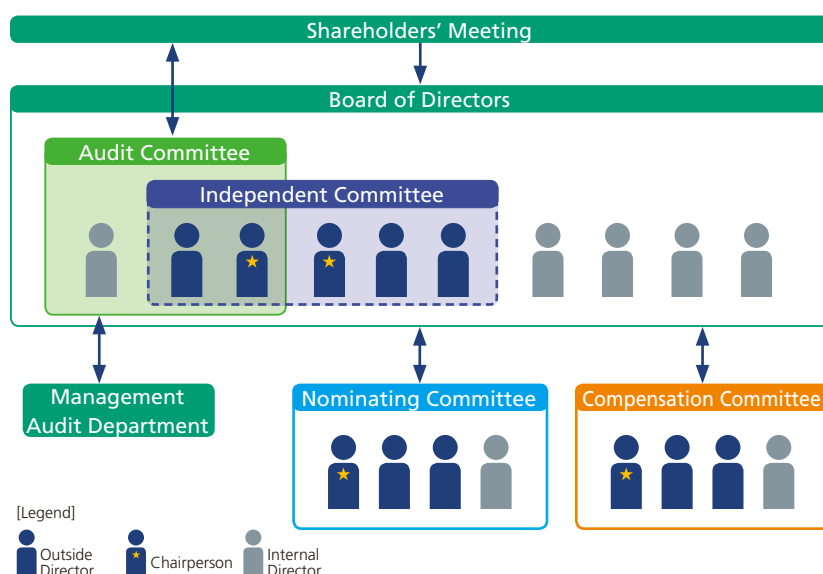 Shareholders’ Meeting
Board of Directors
Audit Committee
Independent Committee
Management
Audit Department
Nominating Committee
Compensation Committee
[Legend]
Outside
Director
Chairperson
Internal
Director